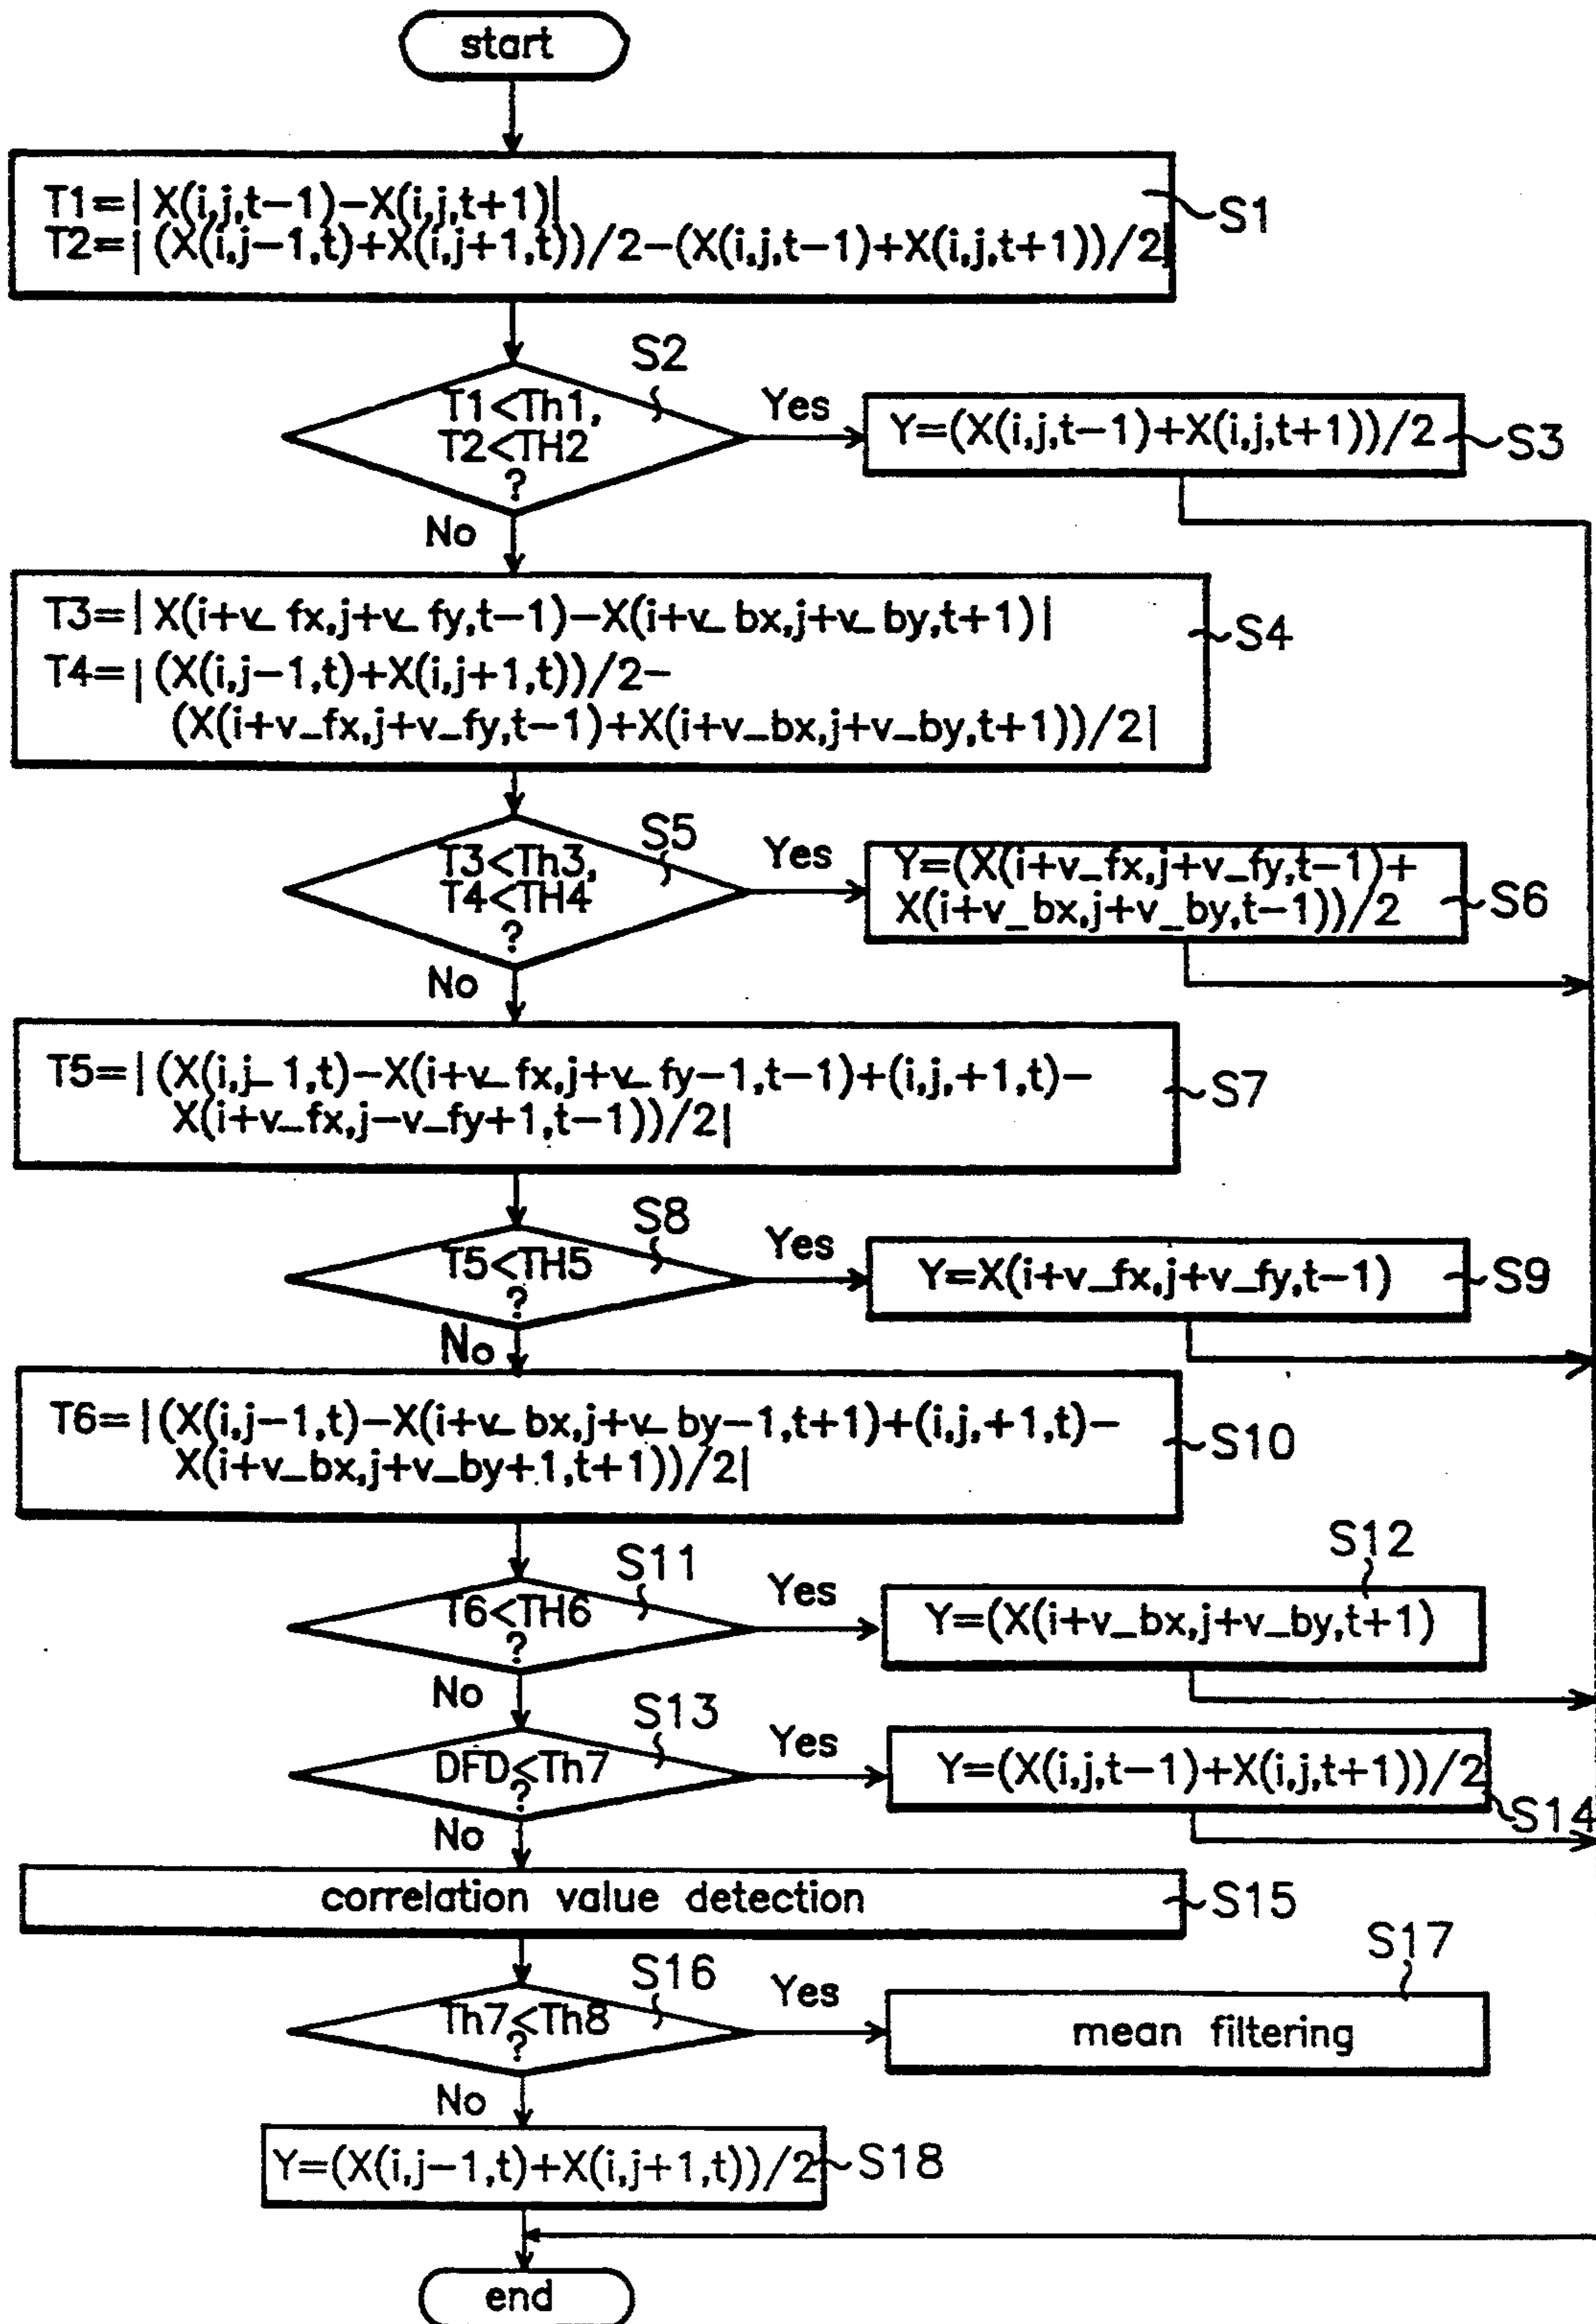 start
T1=|X(i,j,t-1)-X(i,j,t+1)|
T2=|(X(i,j-1,t)+X(i,j+1,t))/2-(X(i,j,t-1)+X(i,j,t+1))/2|
S1
S2
T1<Th1,
T2<TH2
?
Yes
Y=(X(i,j,t-1)+X(i,j,t+1))/2
S3
No
T3=|X(i+v_fx,j+v_fy,t-1)-X(i+v_bx,j+v_by,t+1)|
T4=|(X(i,j-1,t)+X(i,j+1,t))/2-
(X(i+v_fx,j+v_fy,t-1)+X(i+v_bx,j+v_by,t+1))/2|
S4
S5
T3<Th3,
T4<TH4
?
Yes
Y=(X(i+v_fx,j+v_fy,t-1)+
X(i+v_bx,j+v_by,t-1))/2
S6
No
T5=|(X(i,j-1,t)-X(i+v_fx,j+v_fy-1,t-1)+(i,j,+1,t)-
X(i+v_fx,j-v_fy+1,t-1))/2|
S7
S8
T5<TH5
?
Yes
Y=X(i+v_fx,j+v_fy,t-1)
S9
No
T6=|(X(i,j-1,t)-X(i+v_bx,j+v_by-1,t+1)+(i,j,+1,t)-
X(i+v_bx,j+v_by+1,t+1))/2|
S10
S11
T6<TH6
?
Yes
S12
Y=(X(i+v_bx,j+v_by,t+1)
No
S13
DFD<Th7
?
Yes
Y=(X(i,j,t-1)+X(i,j,t+1))/2
S14
No
correlation value detection
S15
S16
Th7<Th8
?
Yes
S17
mean filtering
No
Y=(X(i,j-1,t)+X(i,j+1,t))/2
S18
end